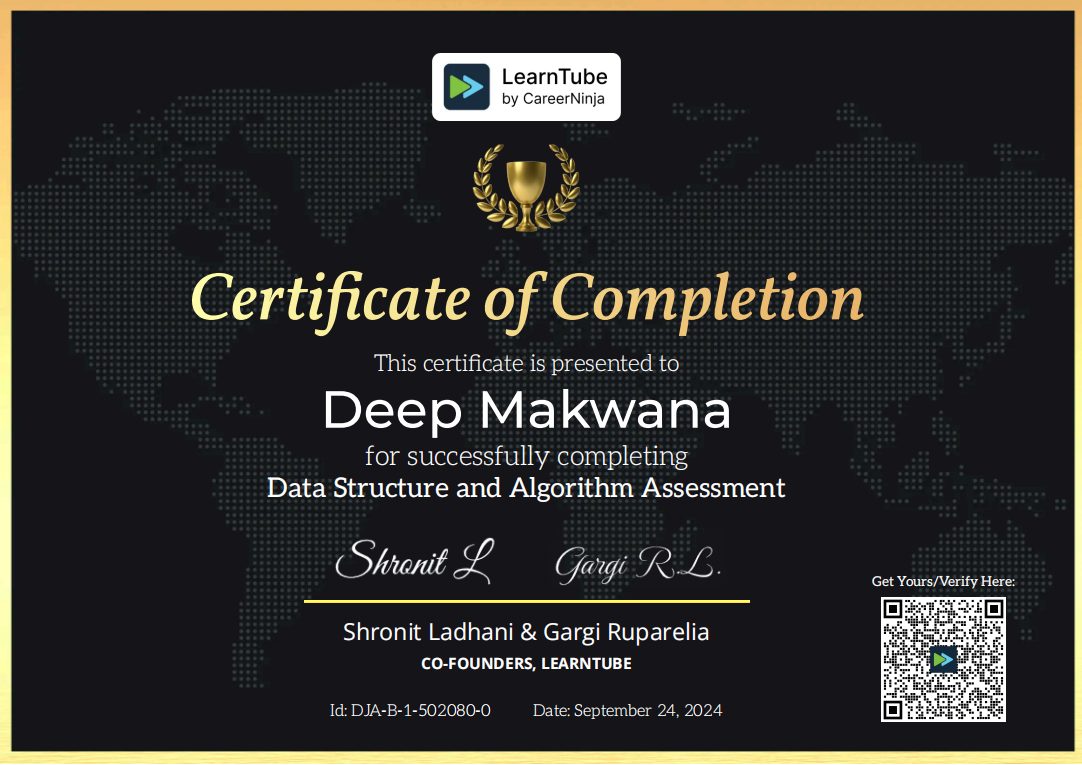 LearnTube
by CareerNinja
Certificate of Completion
This certificate is presented to
Deep Makwana
for successfully completing
Data Structure and Algorithm Assessment
Shronit L
Gargi R.L.
Get Yours/Verify Here:
Shronit Ladhani & Gargi Ruparelia
CO-FOUNDERS, LEARNTUBE
Id: DJA-B-1-502080-0
Date: September 24, 2024